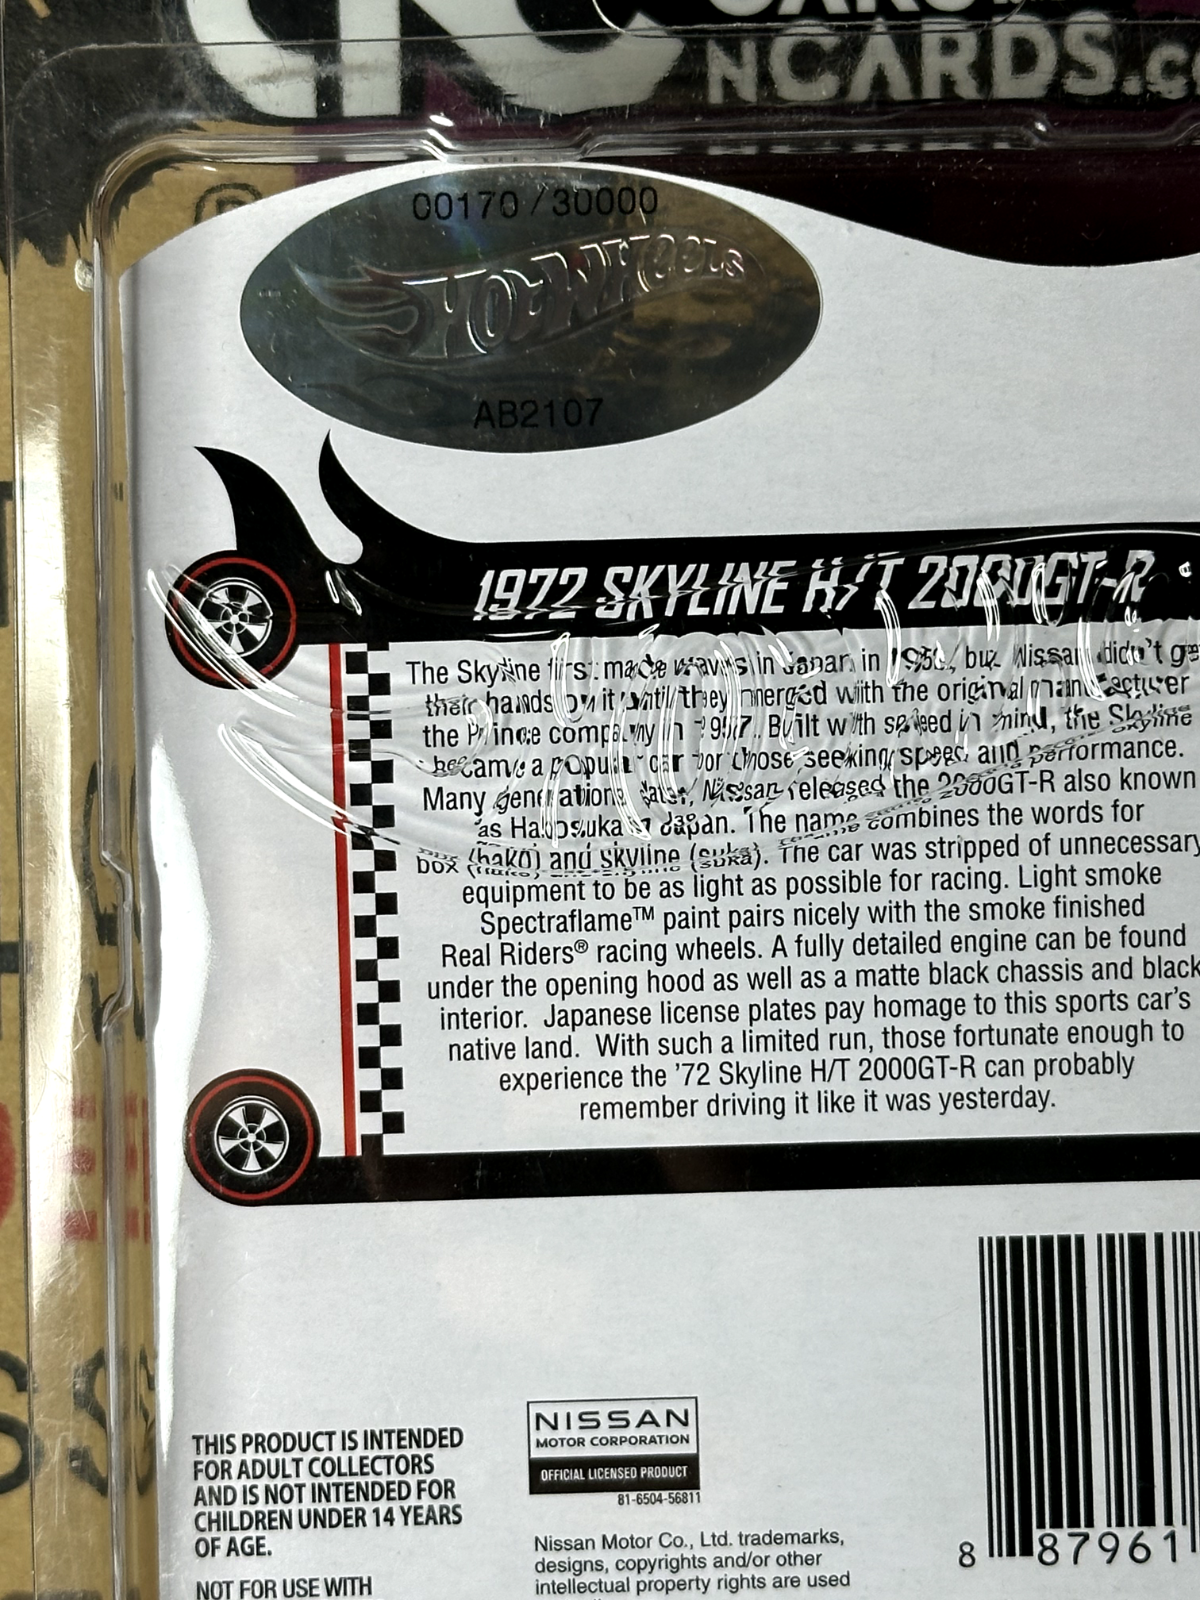 NCARDS.c
00170 / 30000
Hot Wheels
AB2107
1972 SKYLINE H/T 2000GT-R
The Skyline first made waves in Japan in but Nissan didn't ge
their hands on it until they merged with the original manufacturer
the Prince company in Built with speed in mind, the Skyline
became a popular car for those seeking speed and performance.
Many generations later, Nissan released the 2000GT-R also known
as Hakosuka in Japan. The name combines the words for
box (hako) and skyline (suka). The car was stripped of unnecessary
equipment to be as light as possible for racing. Light smoke
Spectraflame™ paint pairs nicely with the smoke finished
Real Riders® racing wheels. A fully detailed engine can be found
under the opening hood as well as a matte black chassis and black
interior. Japanese license plates pay homage to this sports car's
native land. With such a limited run, those fortunate enough to
experience the '72 Skyline H/T 2000GT-R can probably
remember driving it like it was yesterday.
THIS PRODUCT IS INTENDED
FOR ADULT COLLECTORS
AND IS NOT INTENDED FOR
CHILDREN UNDER 14 YEARS
OF AGE.
NOT FOR USE WITH
NISSAN
MOTOR CORPORATION
OFFICIAL LICENSED PRODUCT
81-6504-56811
Nissan Motor Co., Ltd. trademarks,
designs, copyrights and/or other
intellectual property rights are used
8 87961